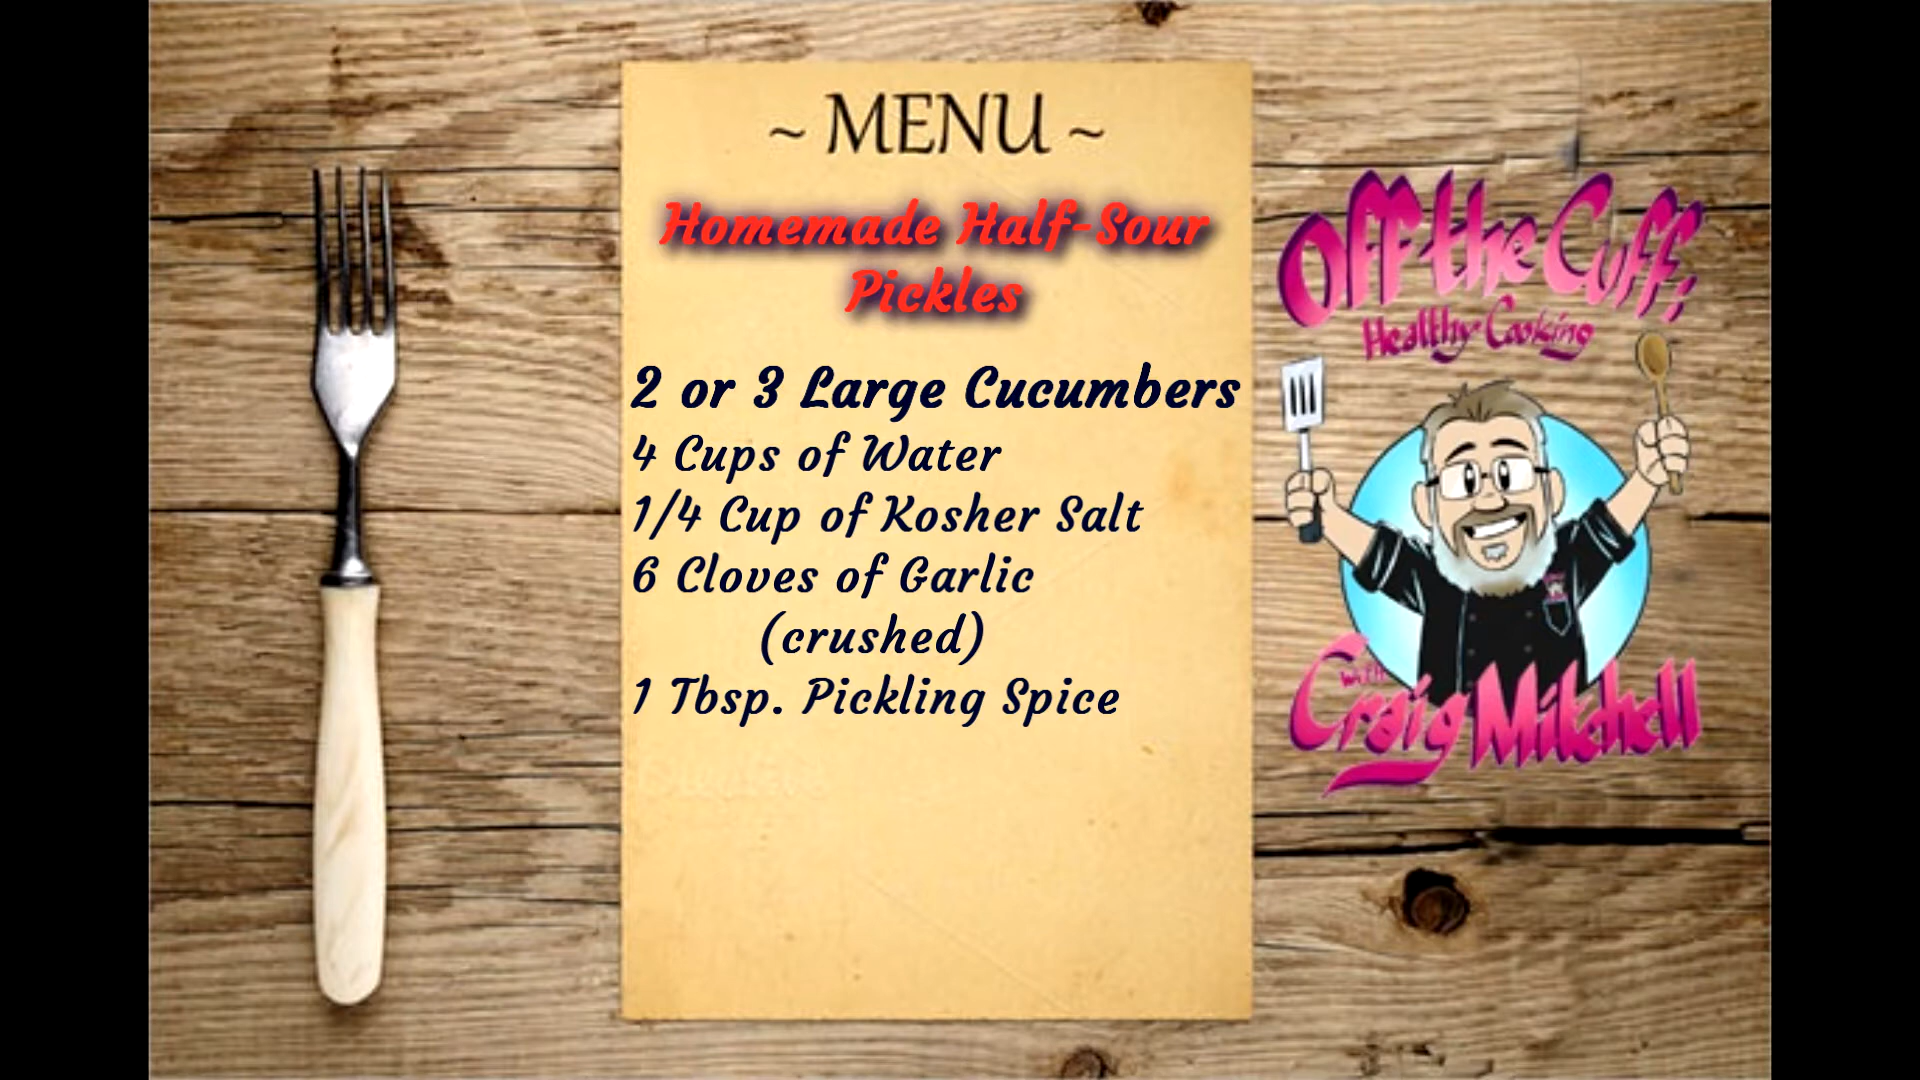 ~ MENU ~
Homemade Half-Sour
Pickles
2 or 3 Large Cucumbers
4 Cups of Water
1/4 Cup of Kosher Salt
6 Cloves of Garlic
(crushed)
1 Tbsp. Pickling Spice
Off the Cuff:
Healthy Cooking
with
Craig Mitchell